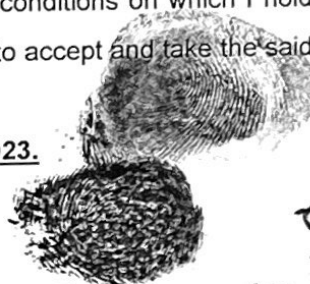 conditions on which I hold
to accept and take the said
23.